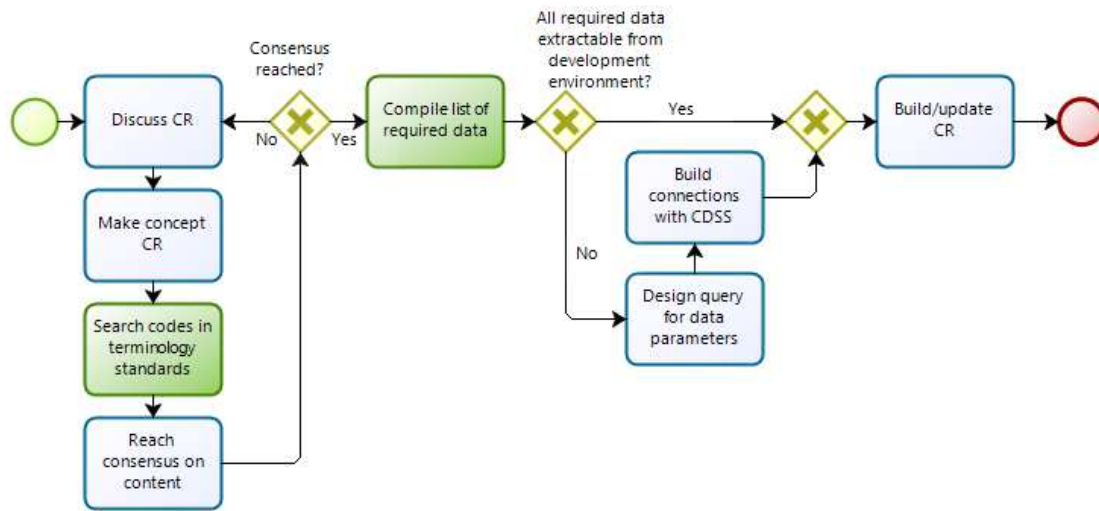 All required data
extractable from
development
environment?
Consensus
reached?
Discuss CR
No
Yes
Compile list of
required data
Yes
Build/update
CR
Build
connections
with CDSS
No
Make concept
CR
Design query
for data
parameters
Search codes in
terminology
standards
Reach
consensus on
content